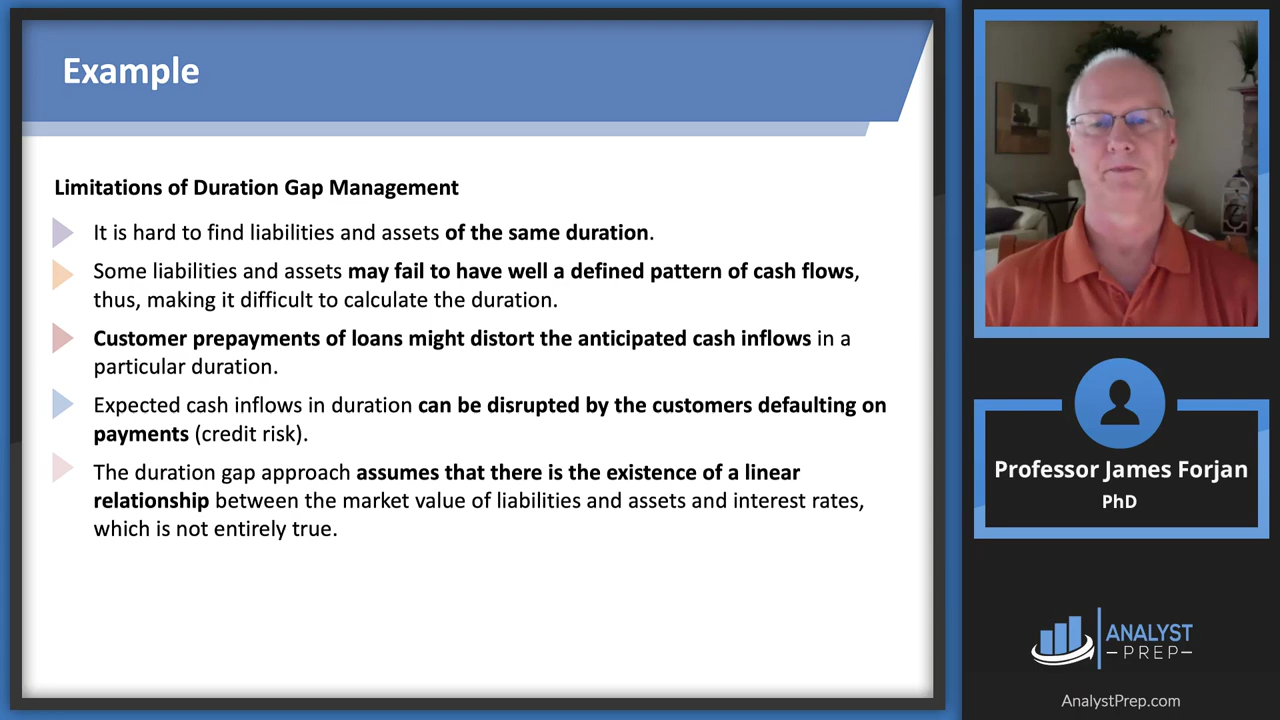 Example
Limitations of Duration Gap Management
It is hard to find liabilities and assets of the same duration.
Some liabilities and assets may fail to have well a defined pattern of cash flows,
thus, making it difficult to calculate the duration.
Customer prepayments of loans might distort the anticipated cash inflows in a
particular duration.
Expected cash inflows in duration can be disrupted by the customers defaulting on
payments (credit risk).
The duration gap approach assumes that there is the existence of a linear
relationship between the market value of liabilities and assets and interest rates,
which is not entirely true.
Professor James Forjan
PhD
ANALYST
PREP
AnalystPrep.com